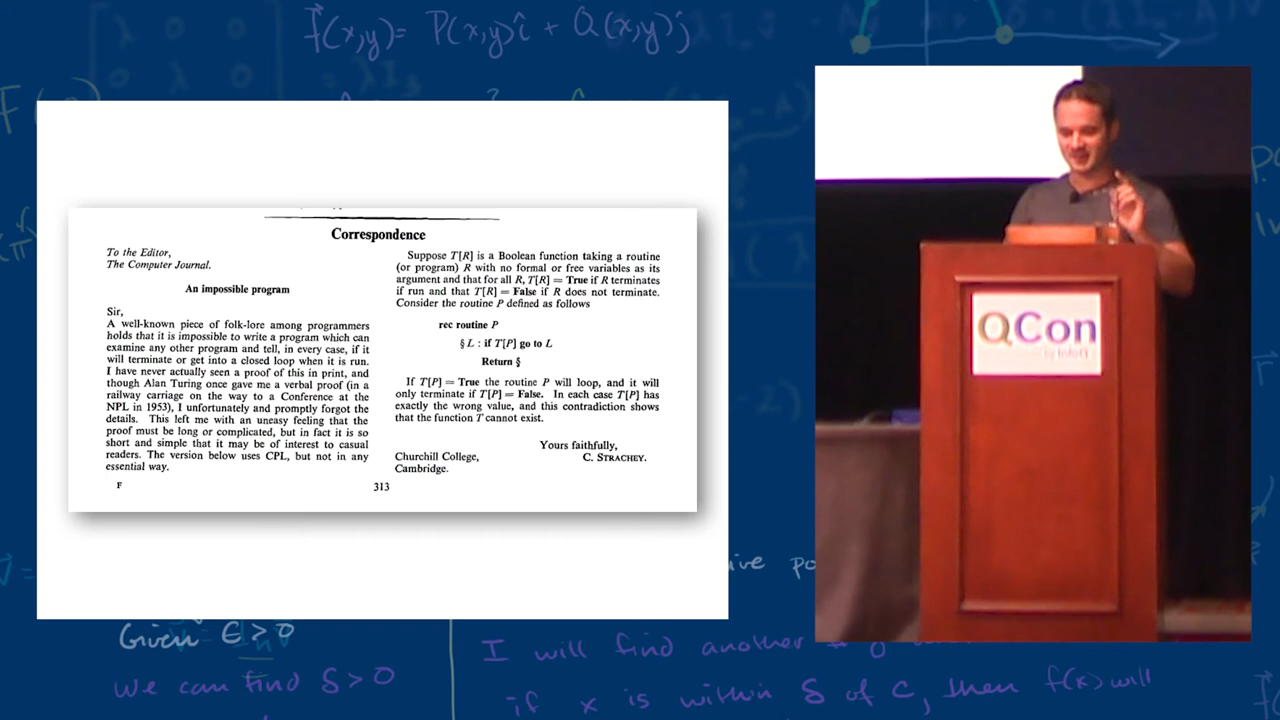 f(x,y)= P(x,y)î + Q(x,y)ĵ
Correspondence
To the Editor,
The Computer Journal.
An impossible program
Sir,
A well-known piece of folk-lore among programmers
holds that it is impossible to write a program which can
examine any other program and tell, in every case, if it
will terminate or get into a closed loop when it is run.
I have never actually seen a proof of this in print, and
though Alan Turing once gave me a verbal proof (in a
railway carriage on the way to a Conference at the
NPL in 1953), I unfortunately and promptly forgot the
details. This left me with an uneasy feeling that the
proof must be long or complicated, but in fact it is so
short and simple that it may be of interest to casual
readers. The version below uses CPL, but not in any
essential way.
F
313
Suppose T[R] is a Boolean function taking a routine
(or program) R with no formal or free variables as its
argument and that for all R, T[R] = True if R terminates
if run and that T[R] = False if R does not terminate.
Consider the routine P defined as follows
rec routine P
§ L : if T[P] go to L
Return §
If T[P] = True the routine P will loop, and it will
only terminate if T[P] = False. In each case T[P] has
exactly the wrong value, and this contradiction shows
that the function T cannot exist.
Yours faithfully,
C. STRACHEY.
Churchill College,
Cambridge.
QCon
by InfoQ
Given ∈ > 0
We can find δ > 0
I will find another
if x is within δ of c, then f(x) will